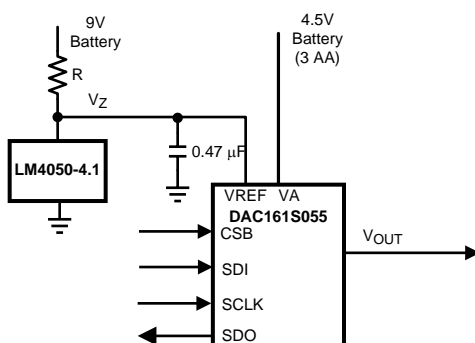 9V
Battery
4.5V
Battery
(3 AA)
R
VZ
LM4050-4.1
0.47 µF
VREF VA
DAC161S055
CSB
VOUT
SDI
SCLK
SDO